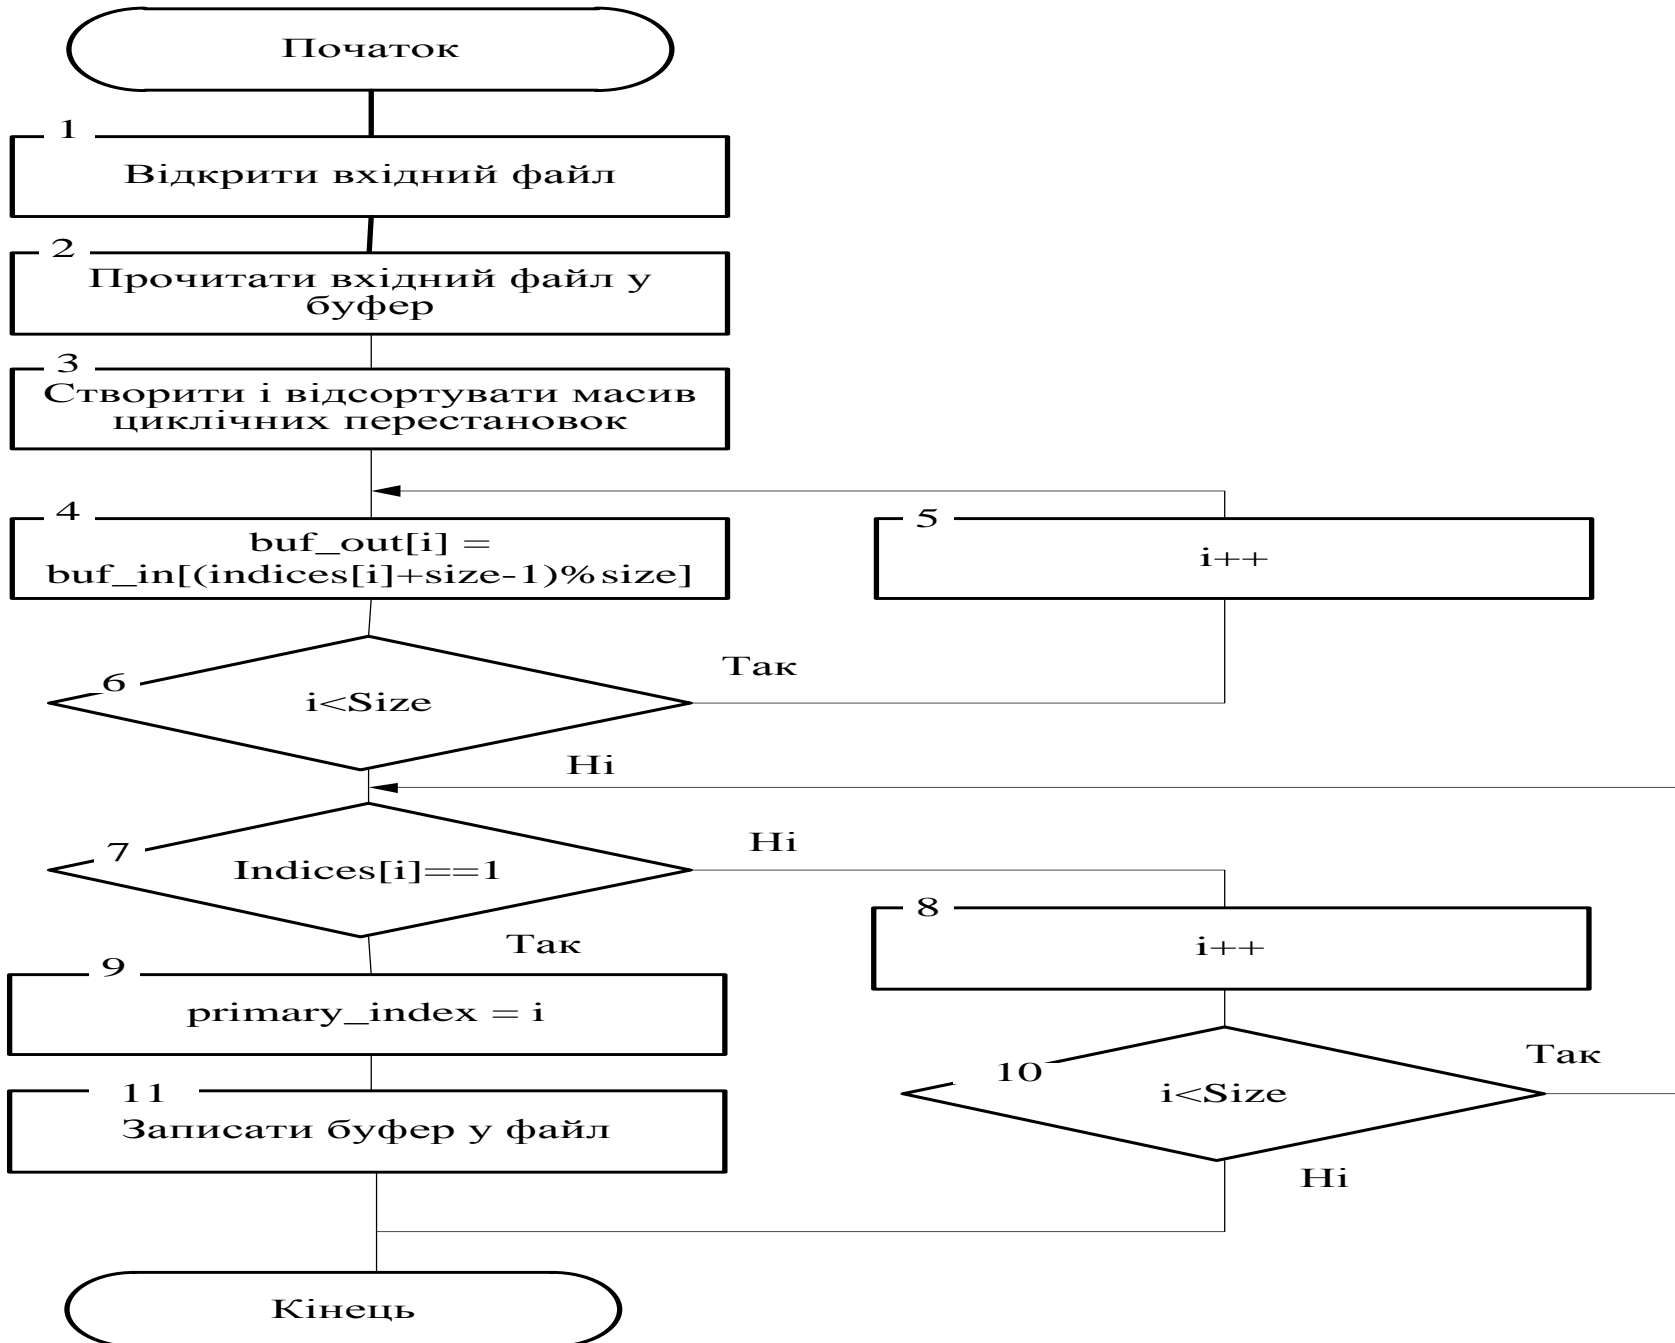 Початок
1
Відкрити вхідний файл
2
Прочитати вхідний файл у
буфер
3
Створити і відсортувати масив
циклічних перестановок
4
buf_out[i] =
buf_in[(indices[i]+size-1)%size]
5
i++
6
i<Size
Так
Ні
7
Indices[i]==1
Ні
8
i++
Так
9
primary_index = i
10
i<Size
Так
11
Записати буфер у файл
Ні
Кінець